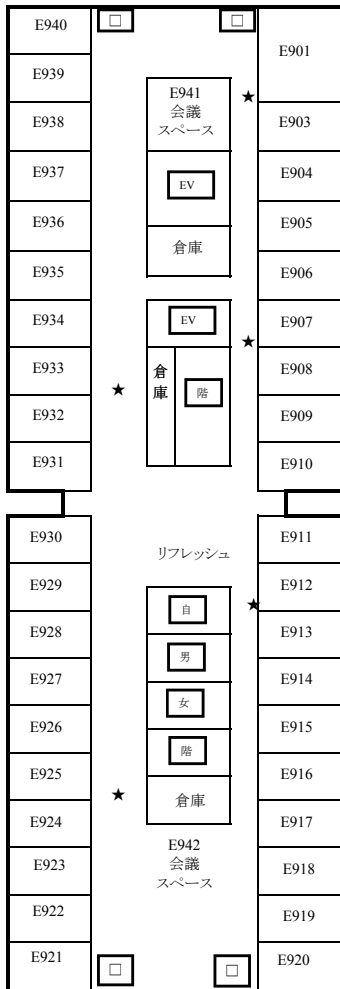 E940
□
□
E901
E939
E941
会議
スペース
★
E938
E903
E937
EV
E904
E936
E905
倉庫
E935
E906
E934
EV
E907
★
E933
倉庫
階
E908
★
E932
E909
E931
E910
E930
E911
リフレッシュ
E929
E912
自
★
E928
E913
男
E927
E914
女
E926
E915
階
E925
E916
★
倉庫
E924
E917
E942
会議
スペース
E923
E918
E922
E919
E921
□
□
E920